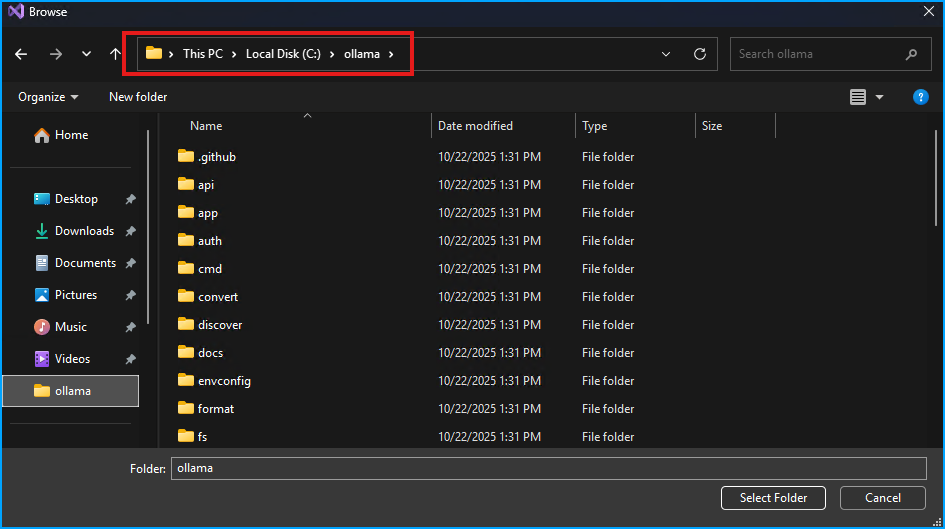 Browse
This PC > Local Disk (C:) > ollama >
Search ollama
Organize
New folder
?
Home
Desktop
Downloads
Documents
Pictures
Music
Videos
ollama
Name Date modified Type Size
.github 10/22/2025 1:31 PM File folder
api 10/22/2025 1:31 PM File folder
app 10/22/2025 1:31 PM File folder
auth 10/22/2025 1:31 PM File folder
cmd 10/22/2025 1:31 PM File folder
convert 10/22/2025 1:31 PM File folder
discover 10/22/2025 1:31 PM File folder
docs 10/22/2025 1:31 PM File folder
envconfig 10/22/2025 1:31 PM File folder
format 10/22/2025 1:31 PM File folder
fs 10/22/2025 1:31 PM File folder
Folder: ollama
Select Folder Cancel